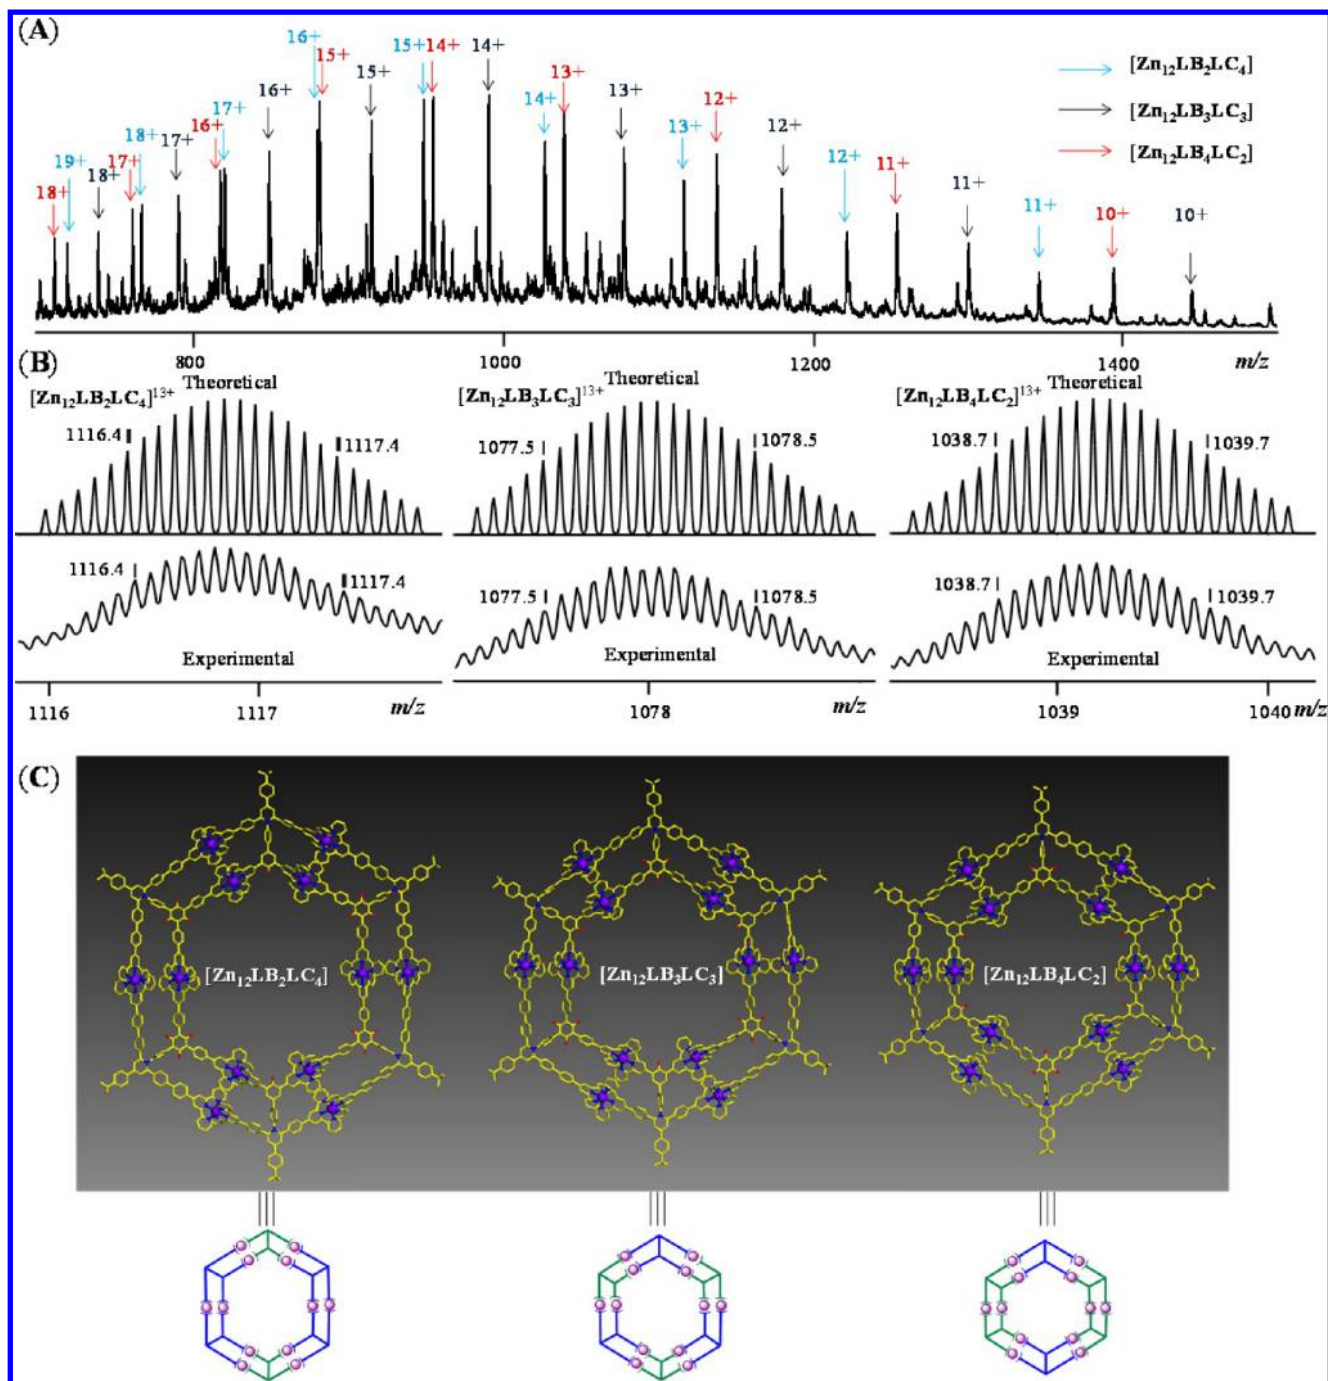 (A)
16+ 15+ 15+ 14+ 14+
[Zn12LB2LC4]
15+ 13+
16+ 14+ 13+
[Zn12LB3LC3]
17+ 16+ 17+ 13+ 12+ 12+
18+ 17+ 12+ 11+
[Zn12LB4LC2]
19+ 18+ 18+ 11+ 11+ 10+ 10+
800 1000 1200 1400 m/z
(B)
Theoretical Theoretical Theoretical
[Zn12LB2LC4]13+ [Zn12LB3LC3]13+ [Zn12LB4LC2]13+
1116.4 1117.4 1077.5 1078.5 1038.7 1039.7
1116.4 1117.4 1077.5 1078.5 1038.7 1039.7
Experimental Experimental Experimental
1116 1117 m/z 1078 m/z 1039 1040 m/z
(C)
[Zn12LB2LC4] [Zn12LB3LC3] [Zn12LB4LC2]